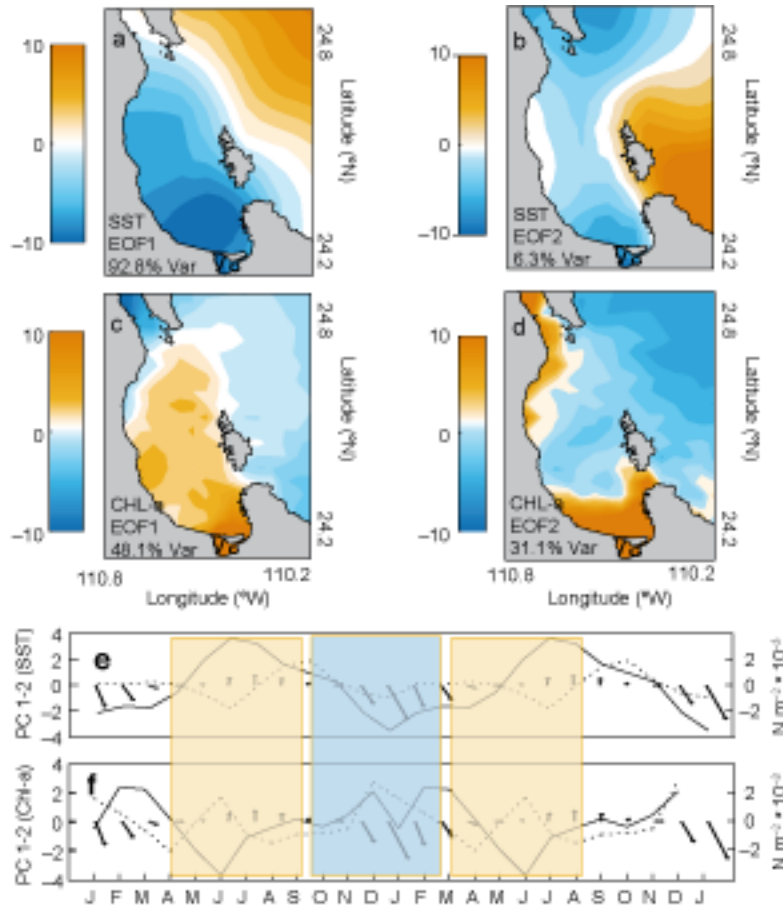 10
0
−10
a
SST
EOF1
92.8% Var
24.8
Latitude (°N)
24.2
10
0
−10
b
SST
EOF2
6.3% Var
24.8
Latitude (°N)
24.2
10
0
−10
c
CHL-a
EOF1
48.1% Var
24.8
Latitude (°N)
24.2
110.8
110.2
Longitude (°W)
10
0
−10
d
CHL-a
EOF2
31.1% Var
24.8
Latitude (°N)
24.2
110.8
110.2
Longitude (°W)
e
PC 1-2 (SST)
4
2
0
−2
−4
2
0
−2
N m⁻² • 10⁻³
f
PC 1-2 (Chl-a)
4
2
0
−2
−4
2
0
−2
N m⁻² • 10⁻³
J F M A M J J A S O N D J F M A M J J A S O N D J